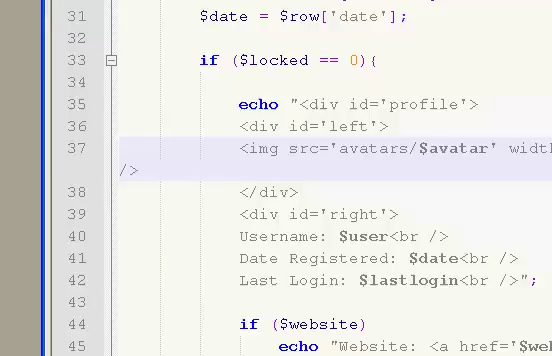 31 $date = $row['date'];
32
33 if ($locked == 0){
34
35 echo "<div id='profile'>
36 <div id='left'>
37 <img src='avatars/$avatar' width
/>
38 </div>
39 <div id='right'>
40 Username: $user<br />
41 Date Registered: $date<br />
42 Last Login: $lastlogin<br />";
43
44 if ($website)
45 echo "Website: <a href='$we